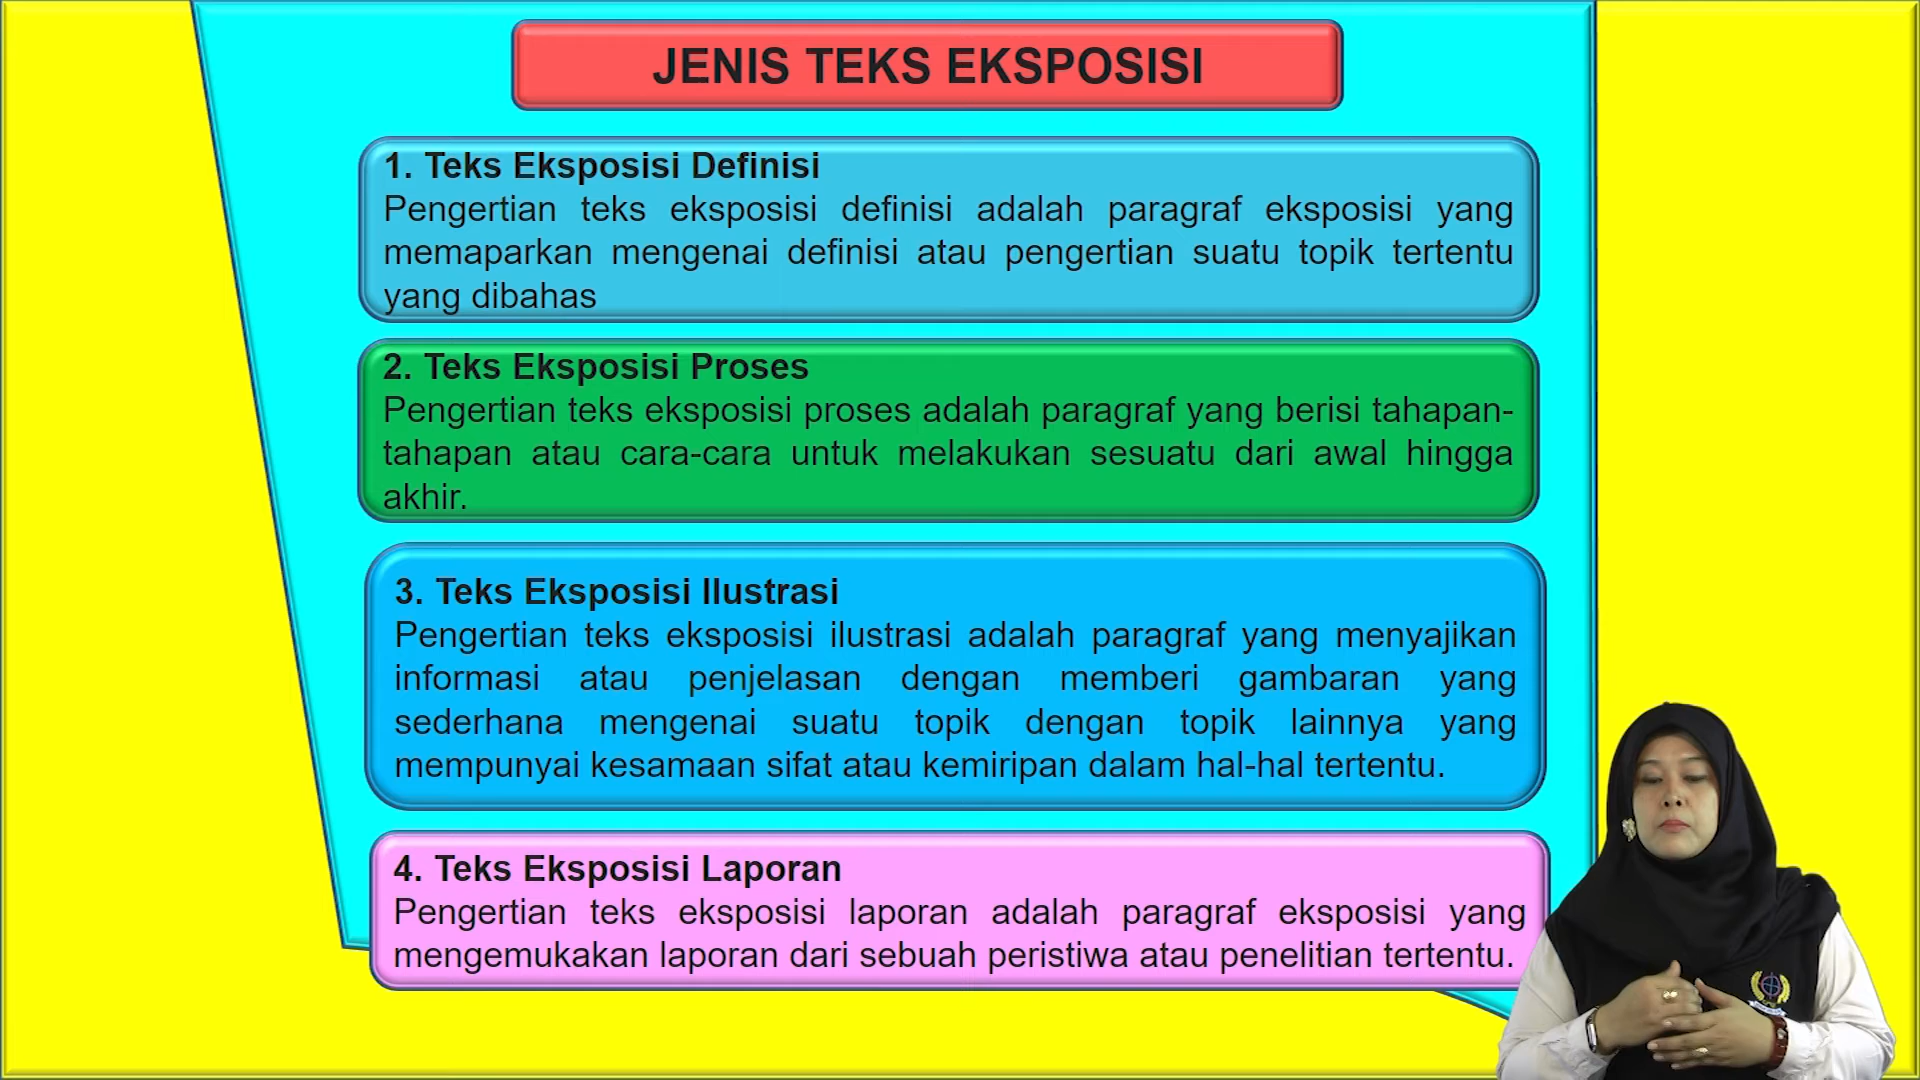 JENIS TEKS EKSPOSISI
1. Teks Eksposisi Definisi
Pengertian teks eksposisi definisi adalah paragraf eksposisi yang
memaparkan mengenai definisi atau pengertian suatu topik tertentu
yang dibahas
2. Teks Eksposisi Proses
Pengertian teks eksposisi proses adalah paragraf yang berisi tahapan-
tahapan atau cara-cara untuk melakukan sesuatu dari awal hingga
akhir.
3. Teks Eksposisi Ilustrasi
Pengertian teks eksposisi ilustrasi adalah paragraf yang menyajikan
informasi atau penjelasan dengan memberi gambaran yang
sederhana mengenai suatu topik dengan topik lainnya yang
mempunyai kesamaan sifat atau kemiripan dalam hal-hal tertentu.
4. Teks Eksposisi Laporan
Pengertian teks eksposisi laporan adalah paragraf eksposisi yang
mengemukakan laporan dari sebuah peristiwa atau penelitian tertentu.